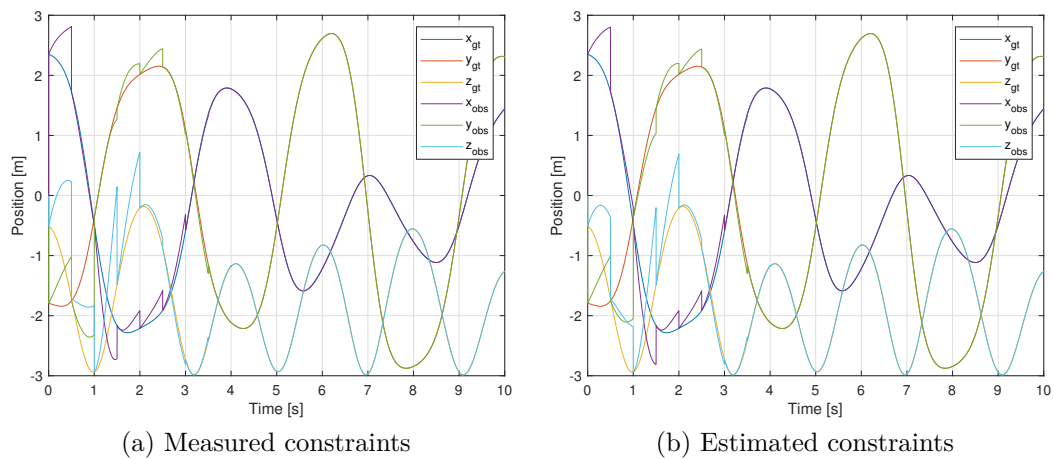 3
2
1
0
-1
-2
-3
Position [m]
0 1 2 3 4 5 6 7 8 9 10
Time [s]
x_gt
y_gt
z_gt
x_obs
y_obs
z_obs
(a) Measured constraints
3
2
1
0
-1
-2
-3
Position [m]
0 1 2 3 4 5 6 7 8 9 10
Time [s]
x_gt
y_gt
z_gt
x_obs
y_obs
z_obs
(b) Estimated constraints